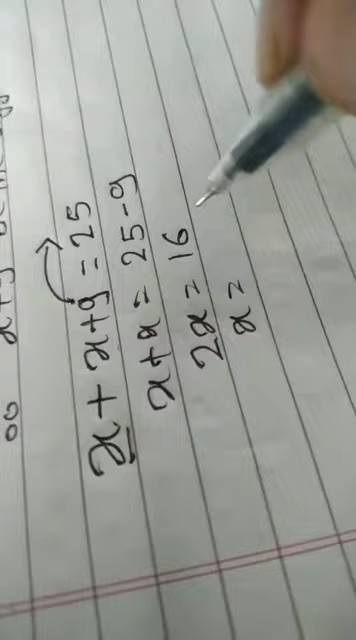 x + x + 9 = 25
x + x = 25 - 9
2x = 16
x =